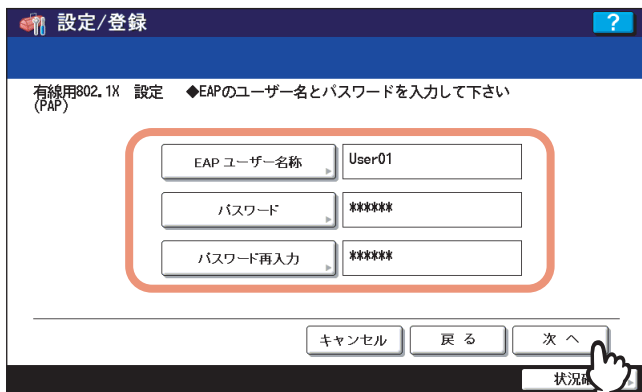 設定/登録
?
有線用802.1X 設定 ◆EAPのユーザー名とパスワードを入力して下さい
(PAP)
EAP ユーザー名称 User01
パスワード ******
パスワード再入力 ******
キャンセル 戻る 次へ
状況